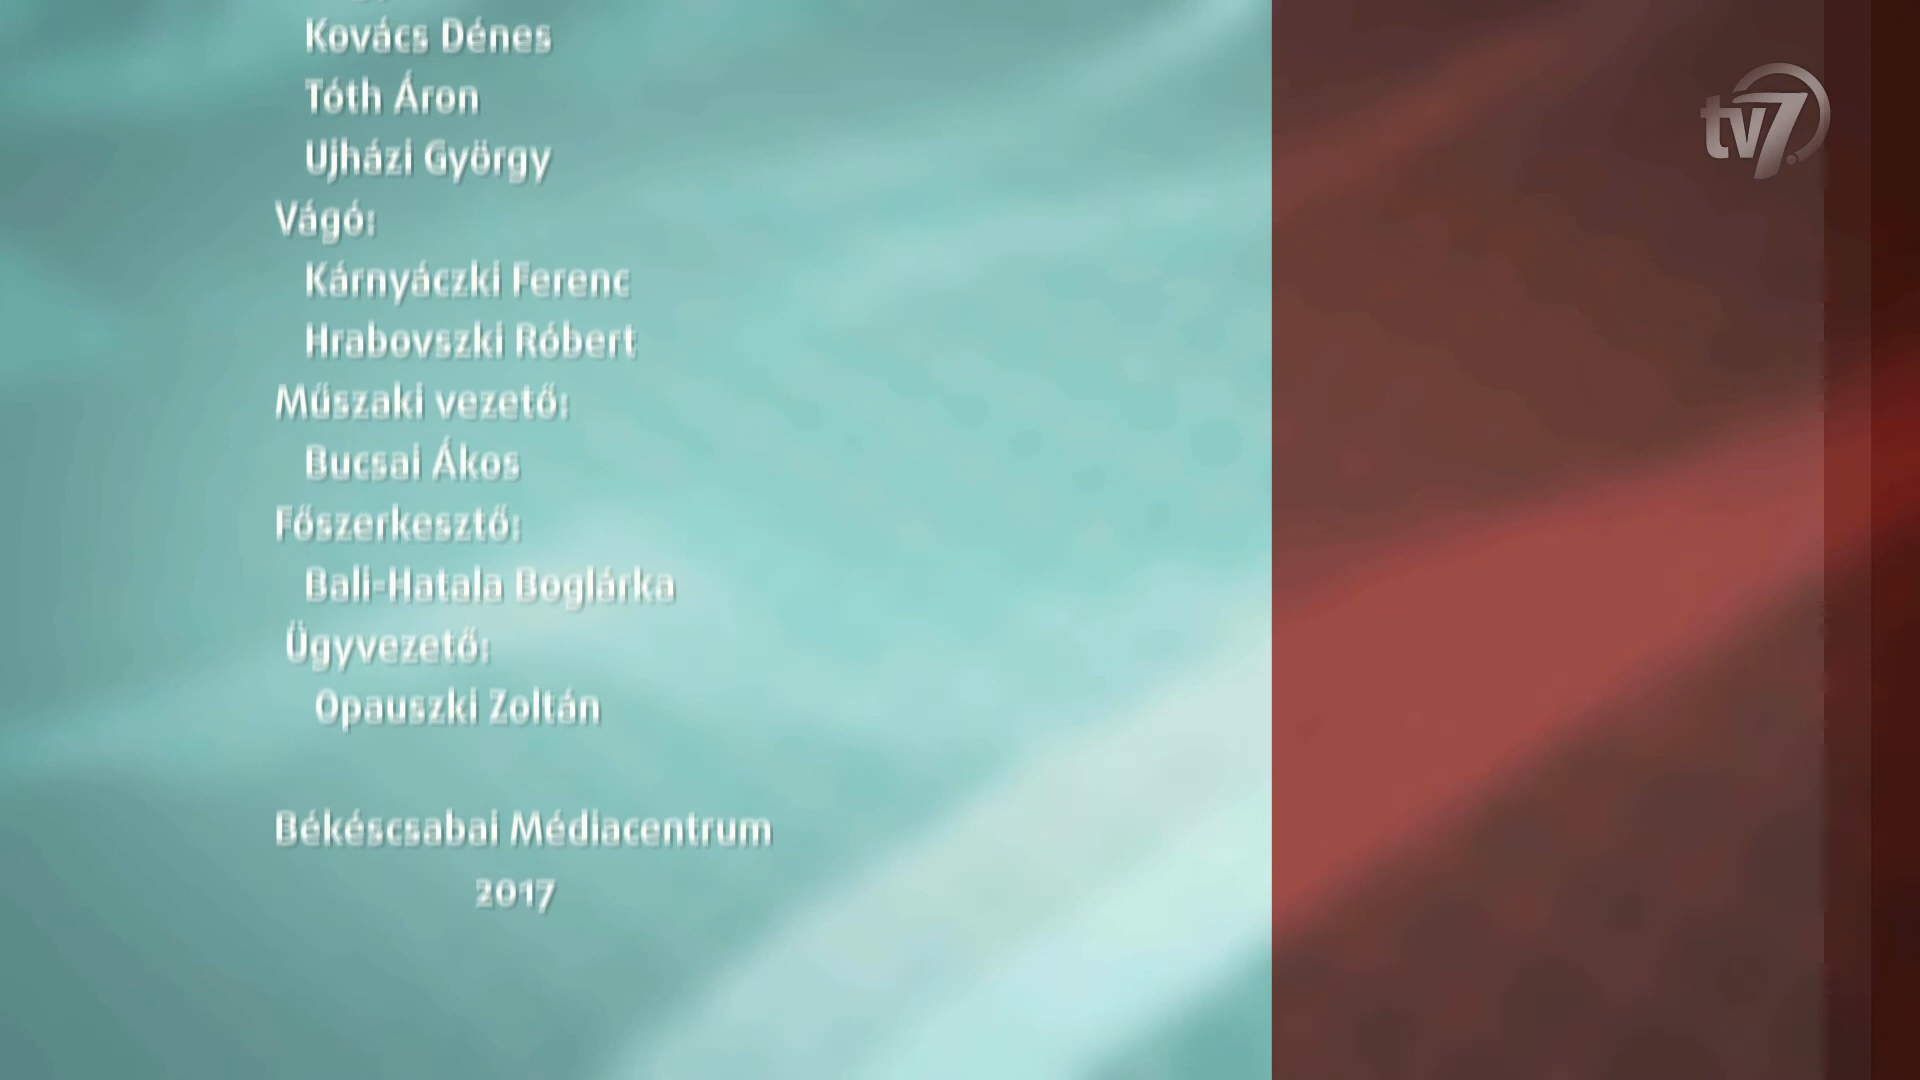 Kovács Dénes
Tóth Áron
Ujházi György
Vágó:
Kárnyáczki Ferenc
Hrabovszki Róbert
Műszaki vezető:
Bucsai Ákos
Főszerkesztő:
Bali-Hatala Boglárka
Ügyvezető:
Opauszki Zoltán
Békéscsabai Médiacentrum
2017
tv7.